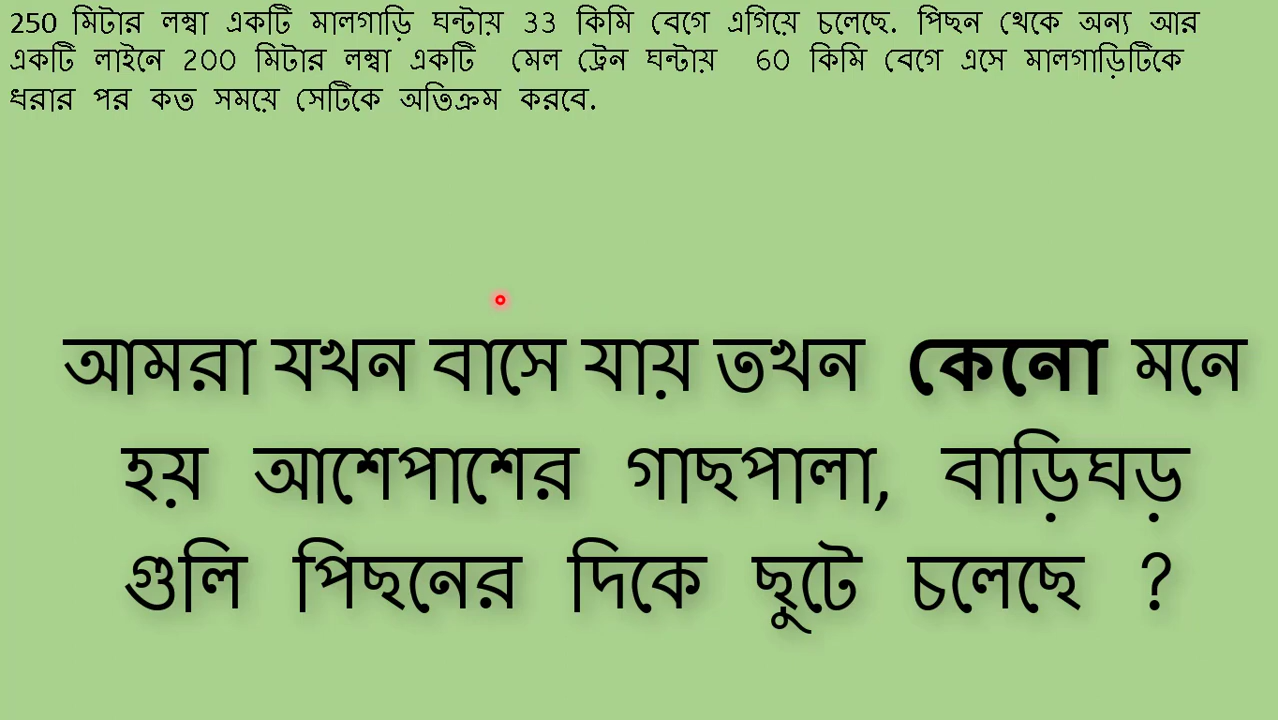 250 মিটার লম্বা একটি মালগাড়ি ঘন্টায় 33 কিমি বেগে এগিয়ে চলেছে. পিছন থেকে অন্য আর
একটি লাইনে 200 মিটার লম্বা একটি মেল ট্রেন ঘন্টায় 60 কিমি বেগে এসে মালগাড়িটিকে
ধরার পর কত সময়ে সেটিকে অতিক্রম করবে.
আমরা যখন বাসে যায় তখন কেনো মনে
হয় আশেপাশের গাছপালা, বাড়িঘড়
গুলি পিছনের দিকে ছুটে চলেছে ?